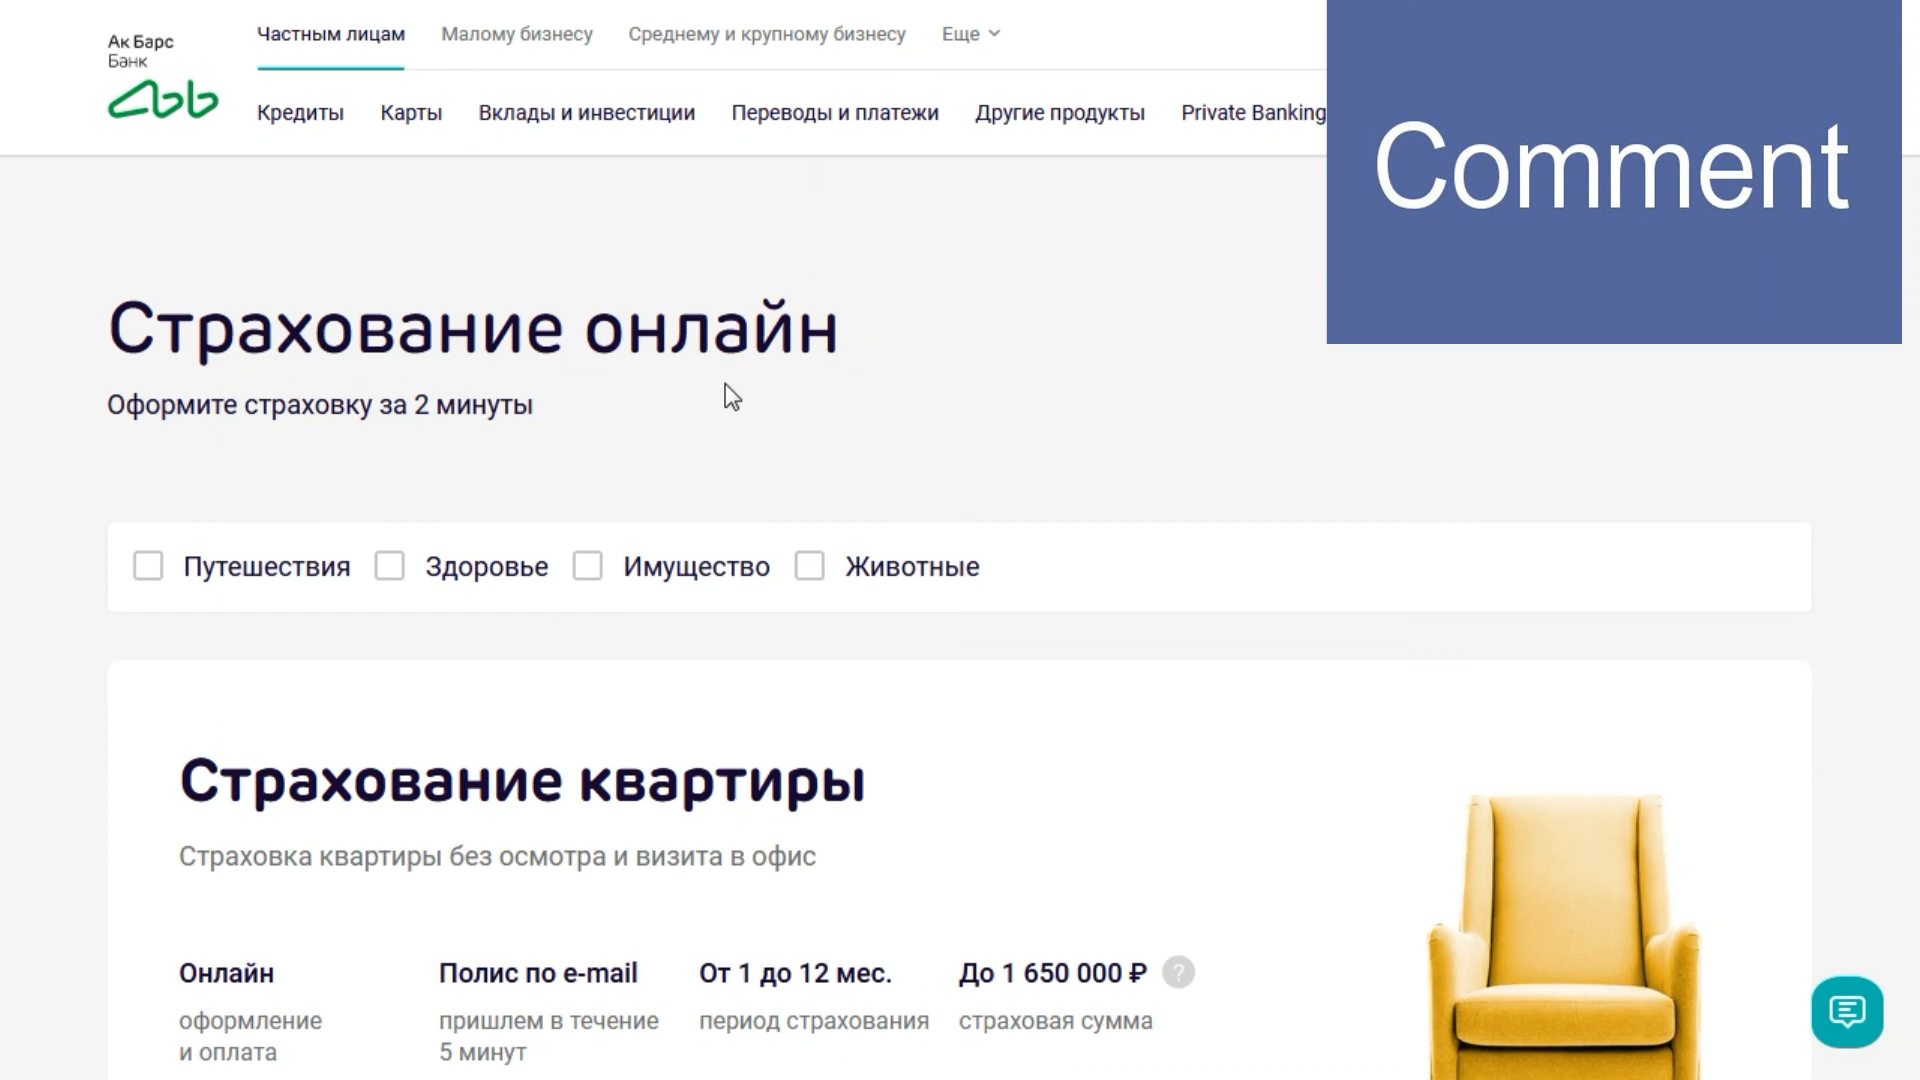 Ак Барс
Банк
Частным лицам Малому бизнесу Среднему и крупному бизнесу Еще
Кредиты Карты Вклады и инвестиции Переводы и платежи Другие продукты Private Banking
Comment
Страхование онлайн
Оформите страховку за 2 минуты
Путешествия Здоровье Имущество Животные
Страхование квартиры
Страховка квартиры без осмотра и визита в офис
Онлайн
оформление
и оплата
Полис по e-mail
пришлем в течение
5 минут
От 1 до 12 мес.
период страхования
До 1 650 000 ₽ ?
страховая сумма